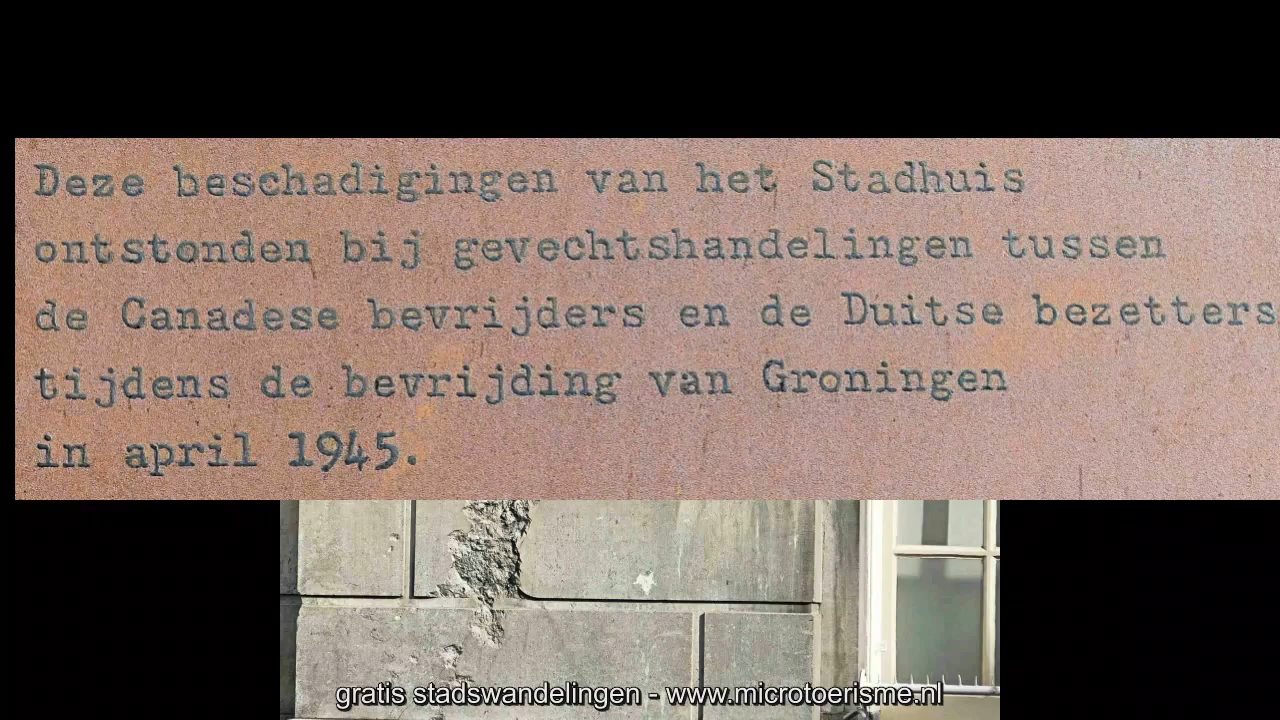 Deze beschadigingen van het Stadhuis
ontstonden bij gevechtshandelingen tussen
de Canadese bevrijders en de Duitse bezetters
tijdens de bevrijding van Groningen
in april 1945.
gratis stadswandelingen - www.microtoerisme.nl